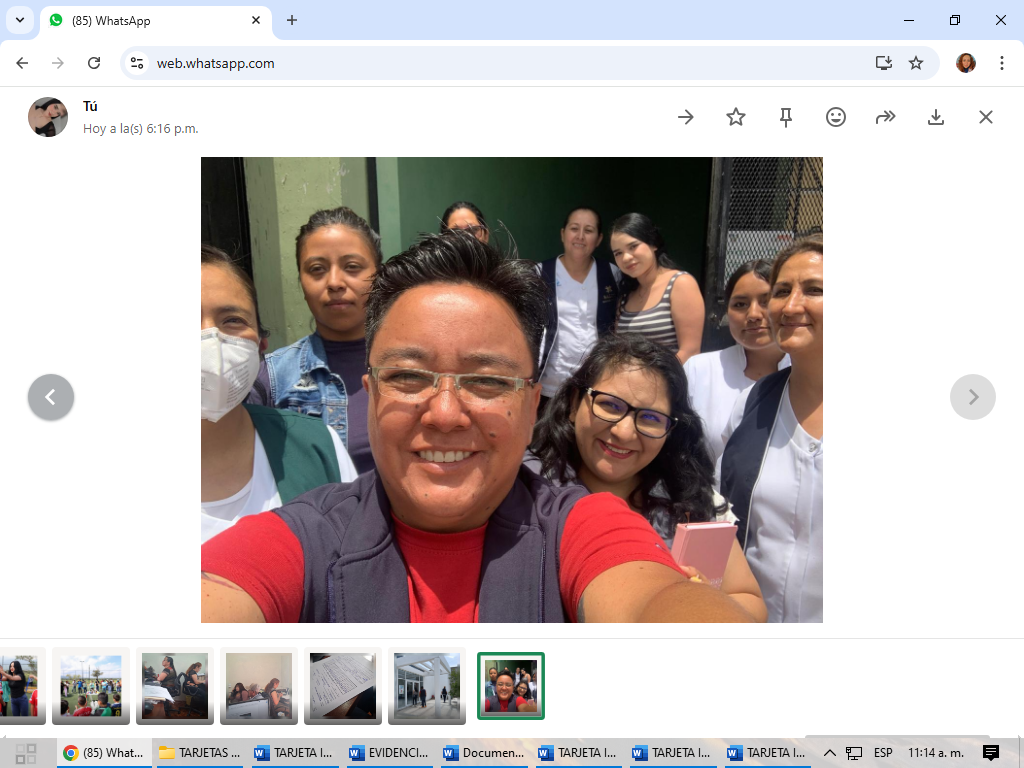 (85) WhatsApp
web.whatsapp.com
Tú
Hoy a la(s) 6:16 p.m.
(85) What...
TARJETAS ...
TARJETA I...
EVIDENCI...
Documen...
TARJETA I...
TARJETA I...
TARJETA I...
ESP
11:14 a. m.